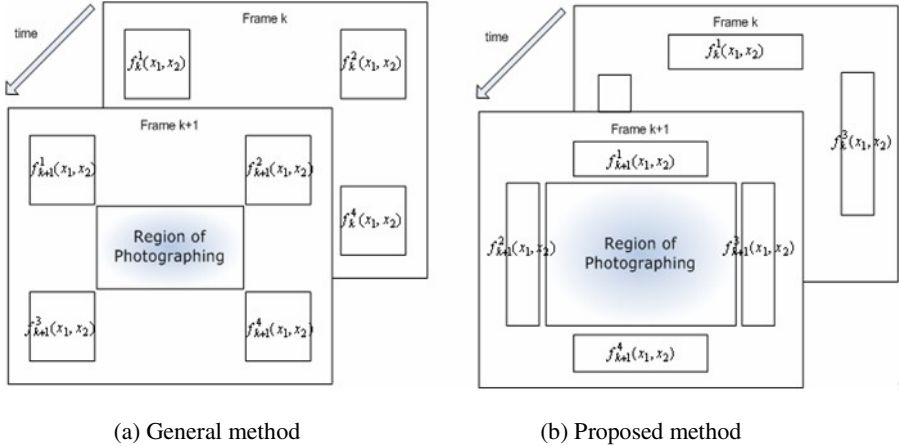 time
Frame k
f_k^1(x_1, x_2)
f_k^2(x_1, x_2)
Frame k+1
f_{k+1}^1(x_1, x_2)
f_{k+1}^2(x_1, x_2)
f_k^4(x_1, x_2)
Region of
Photographing
f_{k+1}^3(x_1, x_2)
f_{k+1}^4(x_1, x_2)
(a) General method
time
Frame k
f_k^1(x_1, x_2)
Frame k+1
f_k^3(x_1, x_2)
f_{k+1}^1(x_1, x_2)
f_{k+1}^2(x_1, x_2)
Region of
Photographing
f_{k+1}^3(x_1, x_2)
f_{k+1}^4(x_1, x_2)
(b) Proposed method